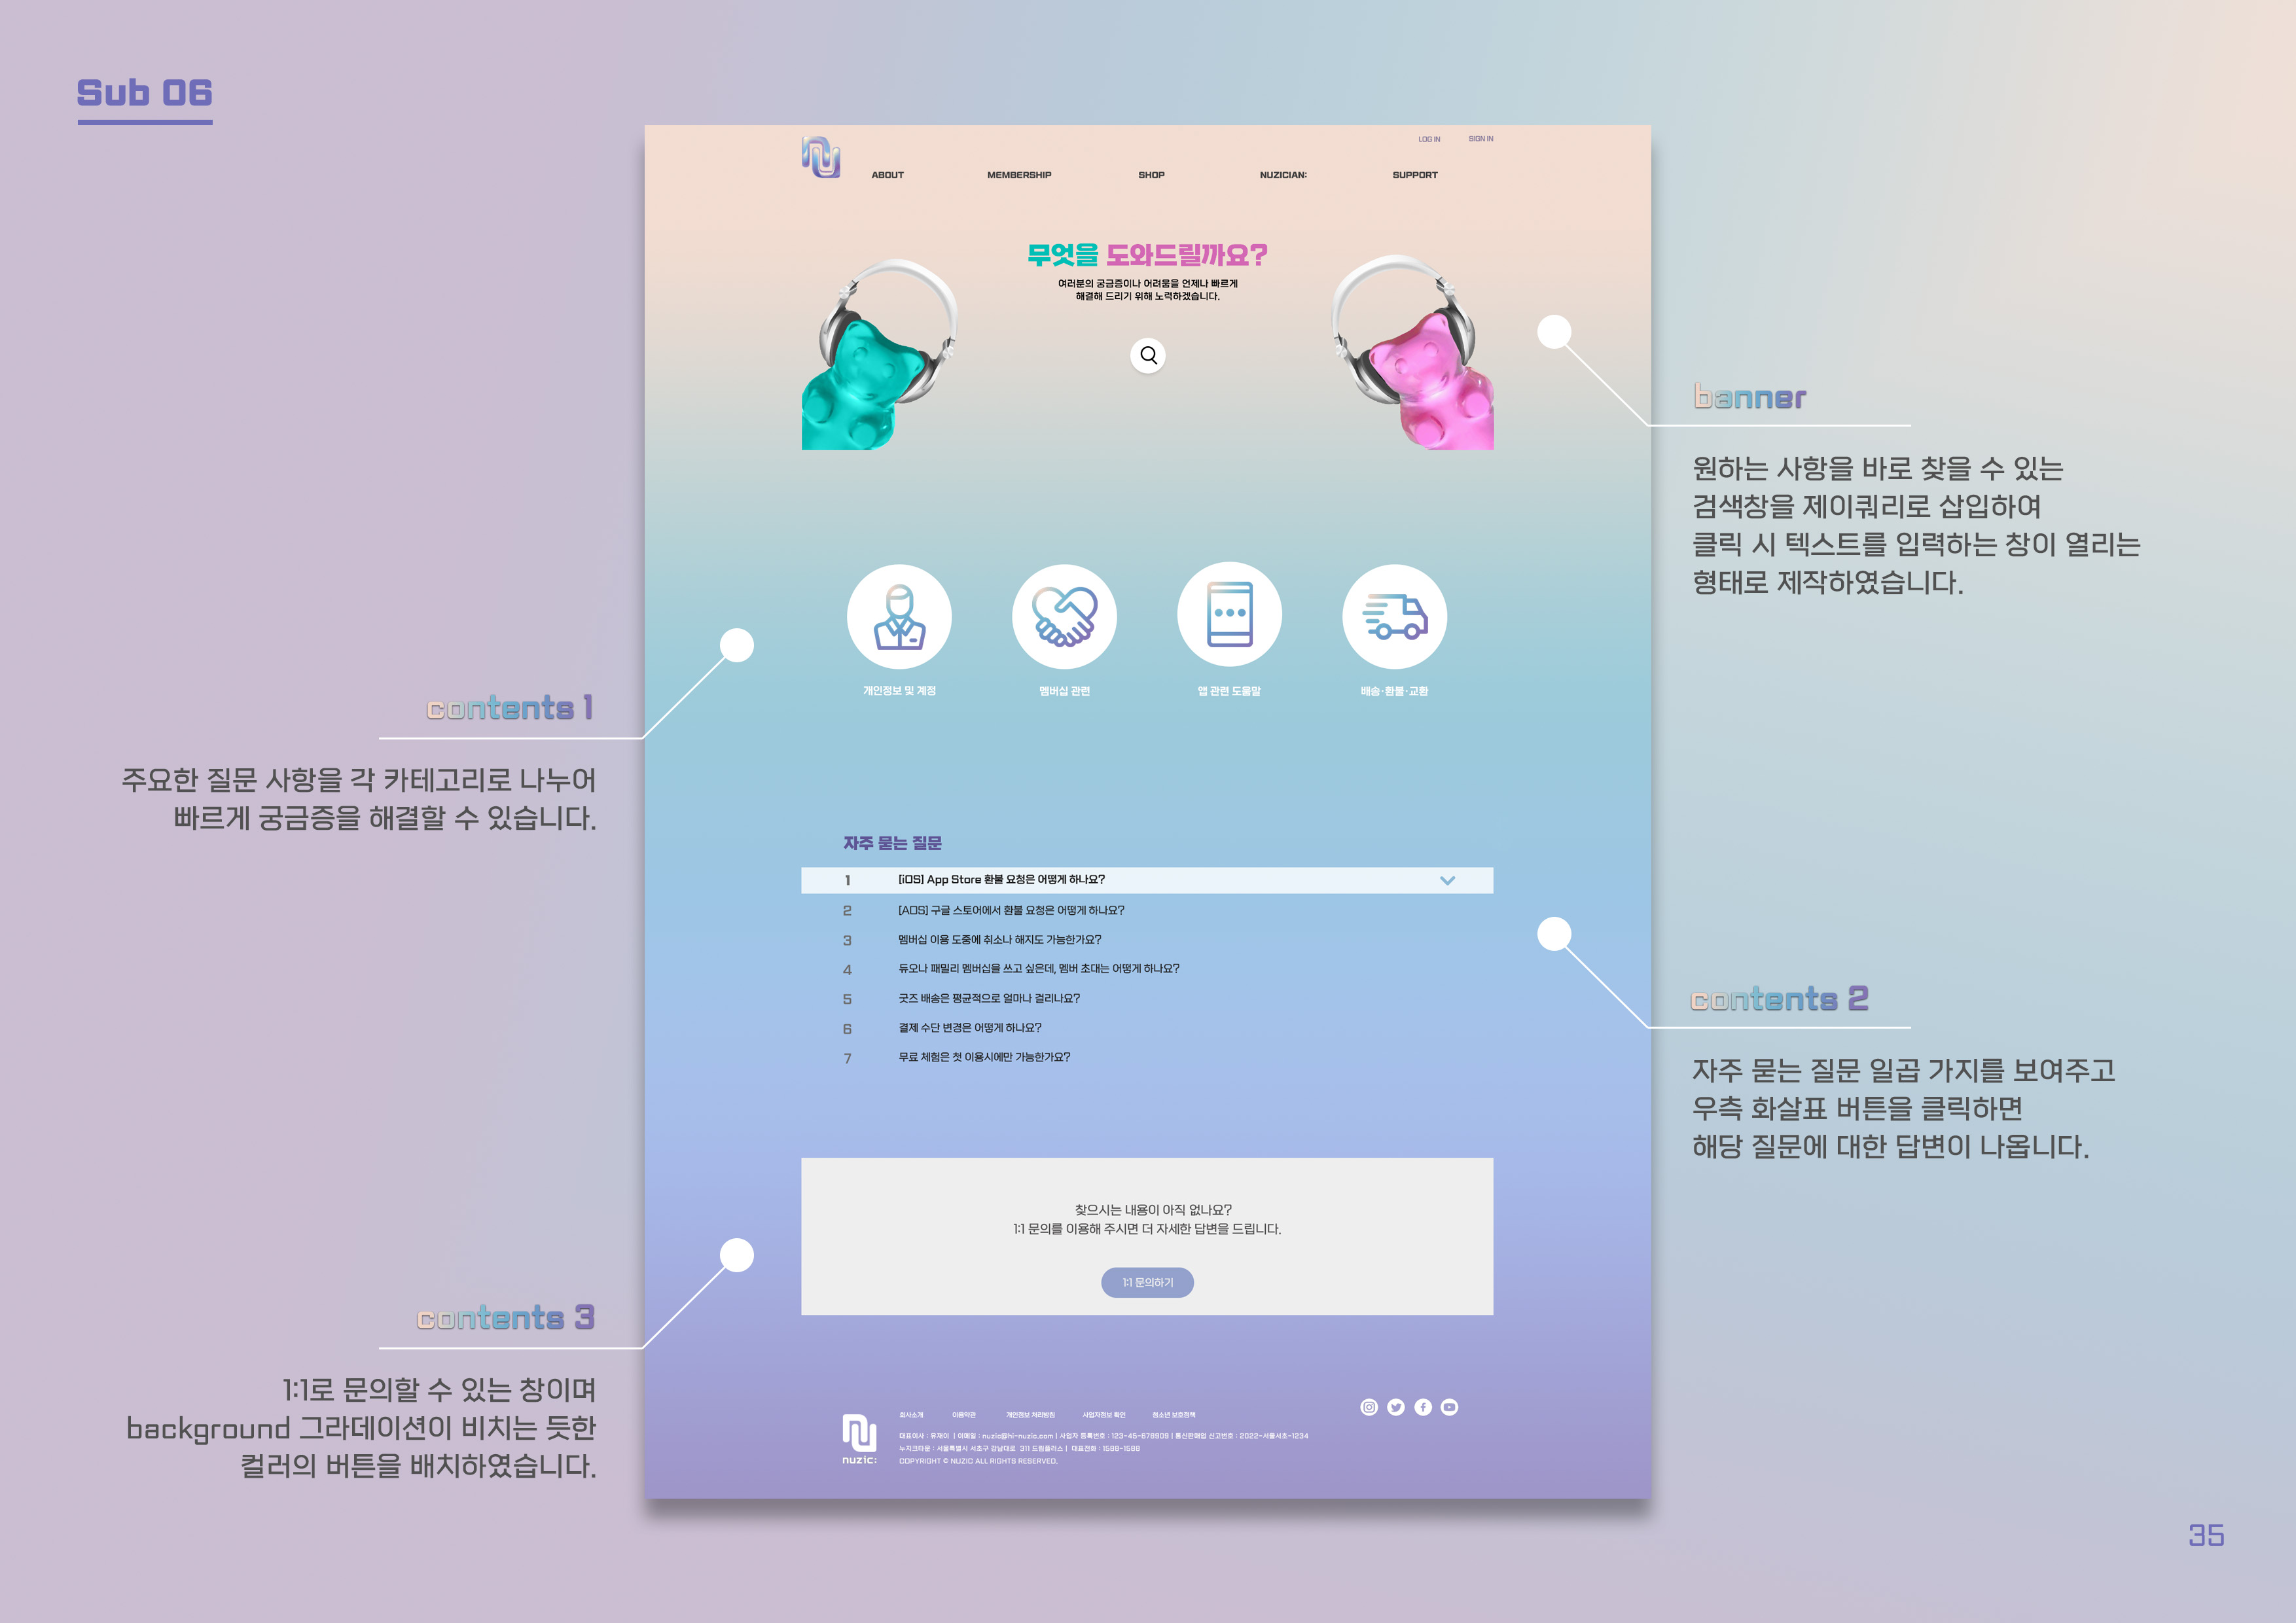 Sub 06
LOG IN SIGN IN
ABOUT MEMBERSHIP SHOP NUZICIAN: SUPPORT
무엇을 도와드릴까요?
여러분의 궁금증이나 어려움을 언제나 빠르게
해결해 드리기 위해 노력하겠습니다.
banner
원하는 사항을 바로 찾을 수 있는
검색창을 제이쿼리로 삽입하여
클릭 시 텍스트를 입력하는 창이 열리는
형태로 제작하였습니다.
개인정보 및 계정 멤버십 관련 앱 관련 도움말 배송·환불·교환
contents 1
주요한 질문 사항을 각 카테고리로 나누어
빠르게 궁금증을 해결할 수 있습니다.
자주 묻는 질문
1 [iOS] App Store 환불 요청은 어떻게 하나요?
2 [AOS] 구글 스토어에서 환불 요청은 어떻게 하나요?
3 멤버십 이용 도중에 취소나 해지도 가능한가요?
4 듀오나 패밀리 멤버십을 쓰고 싶은데, 멤버 초대는 어떻게 하나요?
5 굿즈 배송은 평균적으로 얼마나 걸리나요?
6 결제 수단 변경은 어떻게 하나요?
7 무료 체험은 첫 이용시에만 가능한가요?
contents 2
자주 묻는 질문 일곱 가지를 보여주고
우측 화살표 버튼을 클릭하면
해당 질문에 대한 답변이 나옵니다.
찾으시는 내용이 아직 없나요?
1:1 문의를 이용해 주시면 더 자세한 답변을 드립니다.
1:1 문의하기
contents 3
1:1로 문의할 수 있는 창이며
background 그라데이션이 비치는 듯한
컬러의 버튼을 배치하였습니다.
회사소개 이용약관 개인정보 처리방침 사업자정보 확인 청소년 보호정책
대표이사 : 유재이 | 이메일 : nuzic@hi-nuzic.com | 사업자 등록번호 : 123-45-678909 | 통신판매업 신고번호 : 2022-서울서초-1234
누지크타운 : 서울특별시 서초구 강남대로 311 드림플러스 | 대표전화 : 1588-1588
COPYRIGHT © NUZIC ALL RIGHTS RESERVED.
nuzic:
35